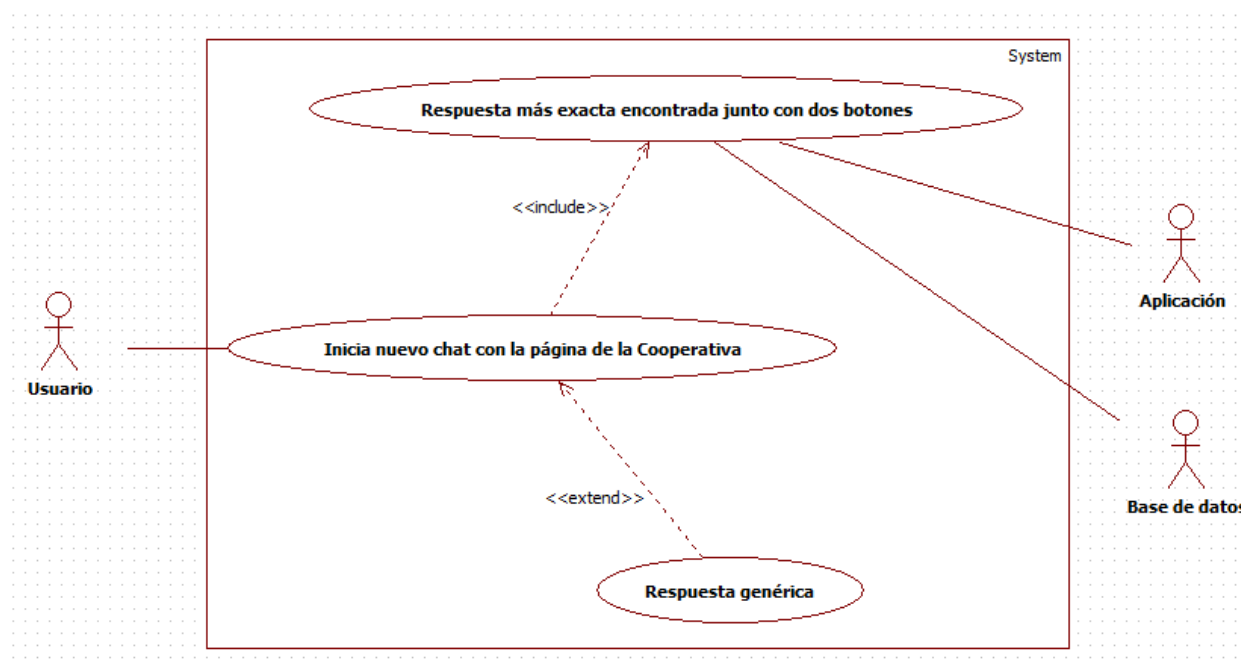 System
Respuesta más exacta encontrada junto con dos botones
<<include>>
Aplicación
Usuario
Inicia nuevo chat con la página de la Cooperativa
<<extend>>
Base de datos
Respuesta genérica